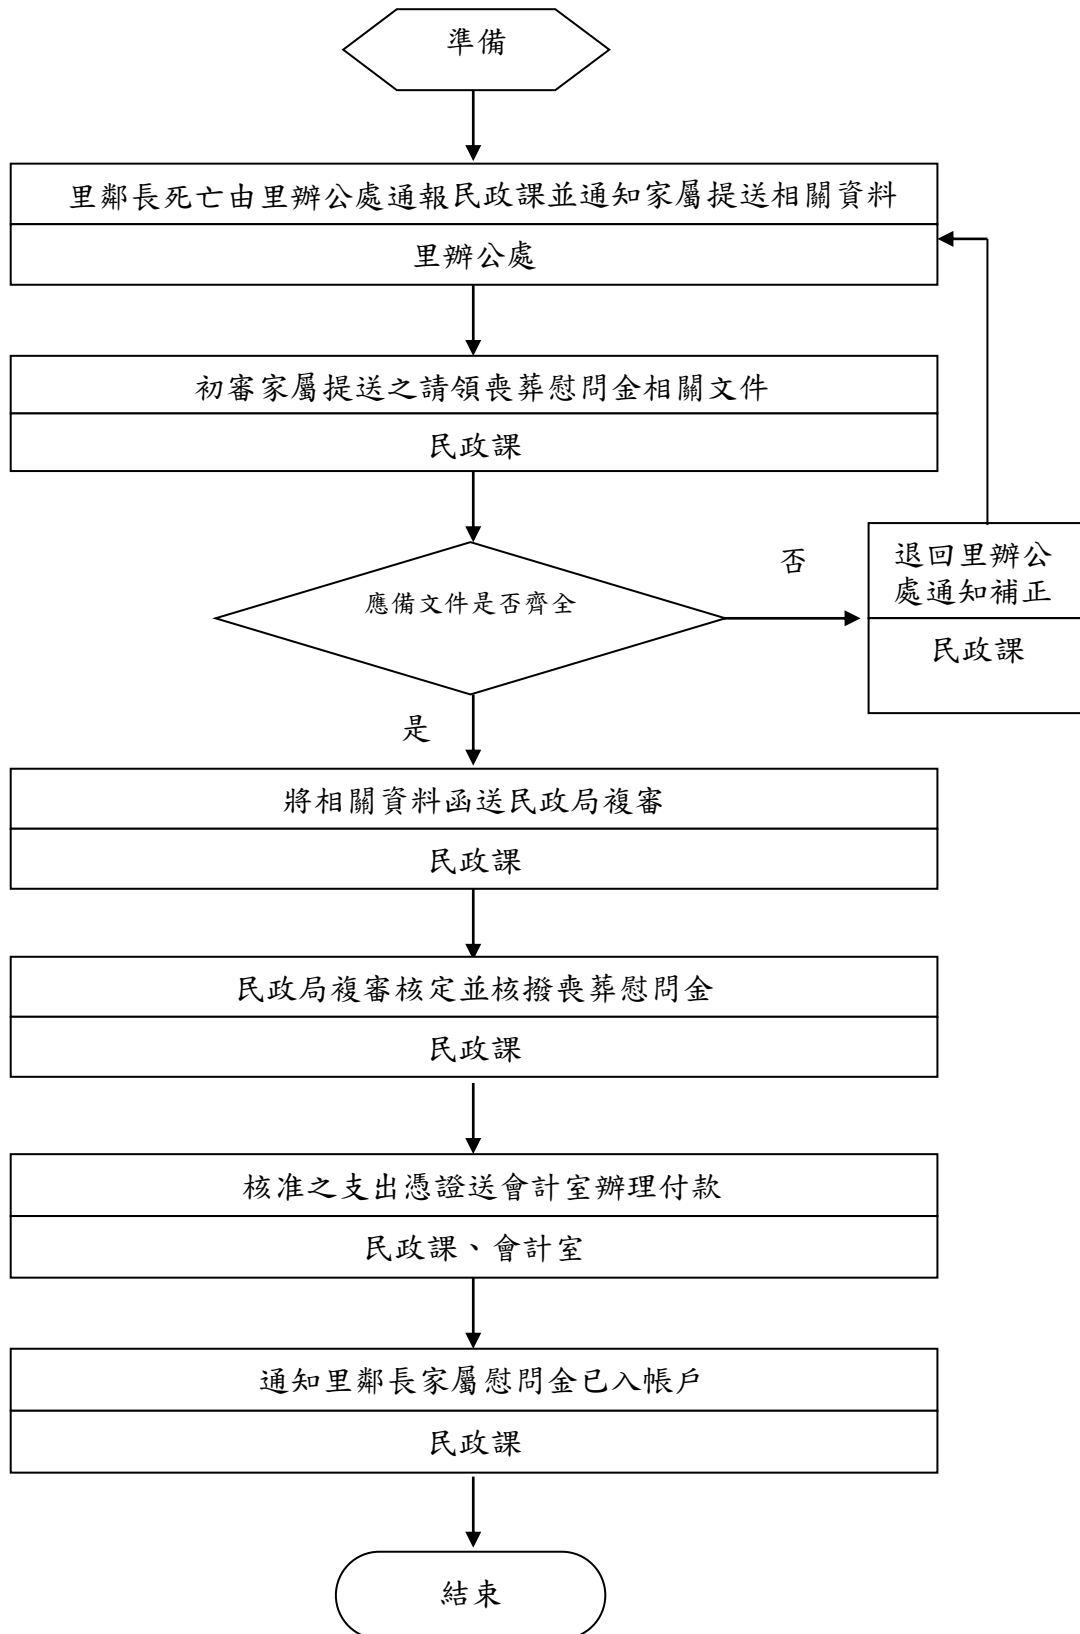 準備
里鄰長死亡由里辦公處通報民政課並通知家屬提送相關資料
里辦公處
初審家屬提送之請領喪葬慰問金相關文件
民政課
應備文件是否齊全
否
退回里辦公
處通知補正
民政課
是
將相關資料函送民政局複審
民政課
民政局複審核定並核撥喪葬慰問金
民政課
核准之支出憑證送會計室辦理付款
民政課、會計室
通知里鄰長家屬慰問金已入帳戶
民政課
結束